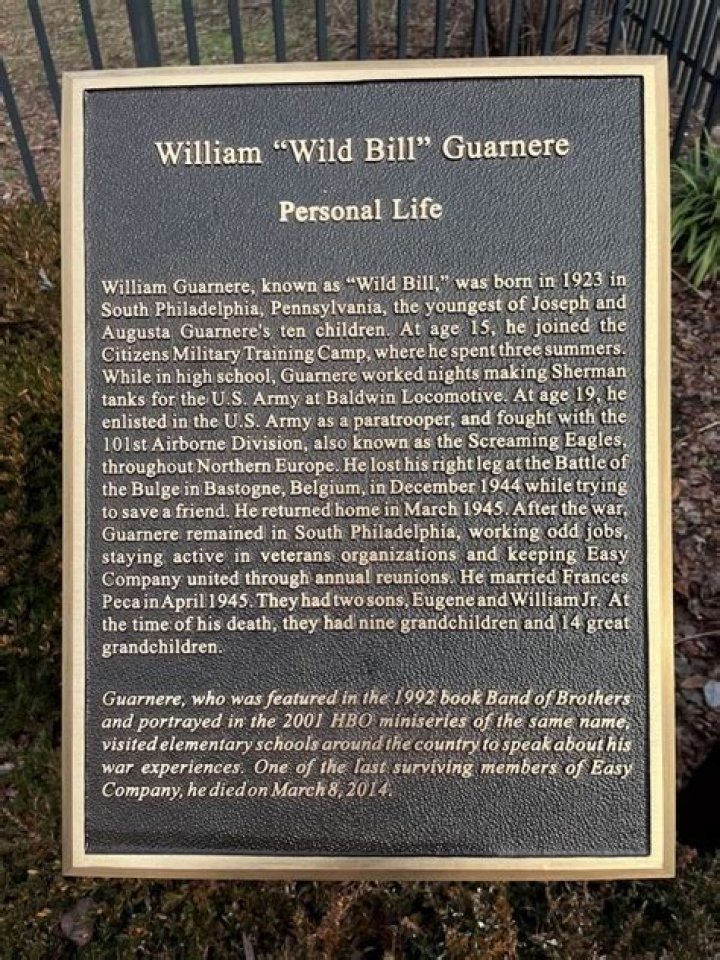 William “Wild Bill” Guarnere
Personal Life
William Guarnere, known as “Wild Bill,” was born in 1923 in
South Philadelphia, Pennsylvania, the youngest of Joseph and
Augusta Guarnere's ten children. At age 15, he joined the
Citizens Military Training Camp, where he spent three summers.
While in high school, Guarnere worked nights making Sherman
tanks for the U.S. Army at Baldwin Locomotive. At age 19, he
enlisted in the U.S. Army as a paratrooper, and fought with the
101st Airborne Division, also known as the Screaming Eagles,
throughout Northern Europe. He lost his right leg at the Battle of
the Bulge in Bastogne, Belgium, in December 1944 while trying
to save a friend. He returned home in March 1945. After the war,
Guarnere remained in South Philadelphia, working odd jobs,
staying active in veterans organizations and keeping Easy
Company united through annual reunions. He married Frances
Peca in April 1945. They had two sons, Eugene and William Jr. At
the time of his death, they had nine grandchildren and 14 great
grandchildren.
Guarnere, who was featured in the 1992 book Band of Brothers
and portrayed in the 2001 HBO miniseries of the same name,
visited elementary schools around the country to speak about his
war experiences. One of the last surviving members of Easy
Company, he died on March 8, 2014.